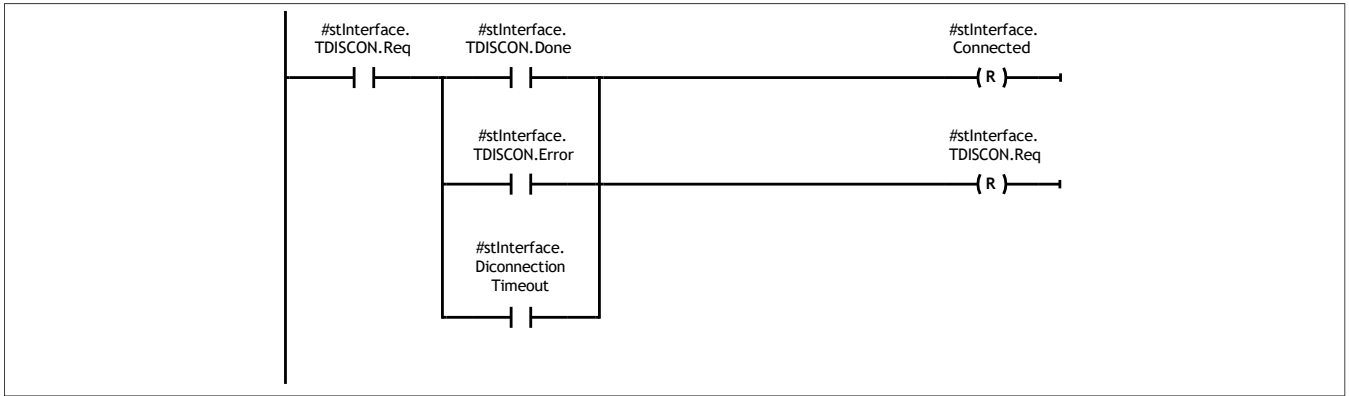 #stInterface.
TDISCON.Req
#stInterface.
TDISCON.Done
#stInterface.
Connected
R
#stInterface.
TDISCON.Error
#stInterface.
TDISCON.Req
R
#stInterface.
Diconnection
Timeout